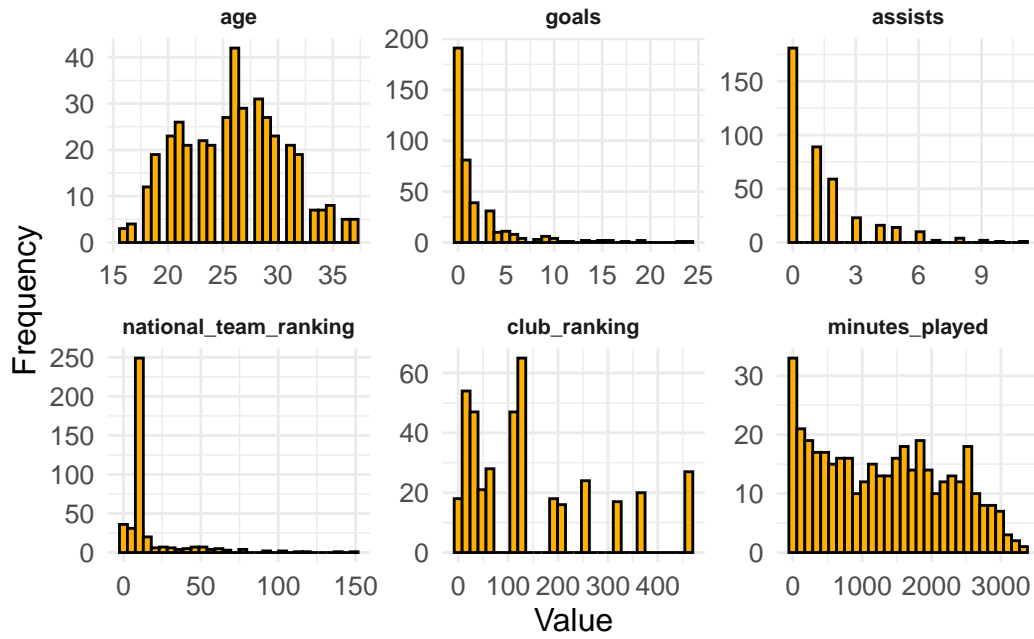 age goals assists
40 30 20 10 0
15 20 25 30 35
200 150 100 50 0
0 5 10 15 20 25
150 100 50 0
0 3 6 9
Frequency
national_team_ranking club_ranking minutes_played
250 200 150 100 50 0
0 50 100 150
60 40 20 0
0 100 200 300 400
30 20 10 0
0 1000 2000 3000
Value